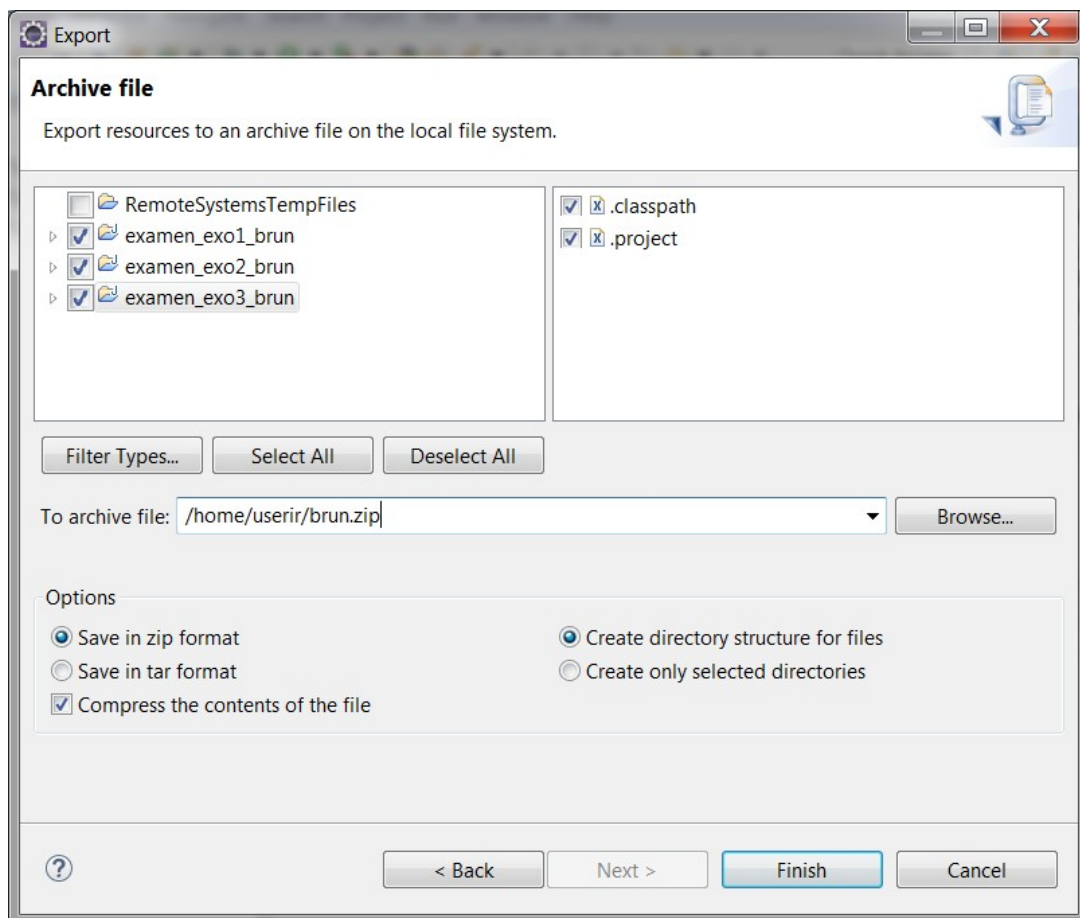 Export
Archive file
Export resources to an archive file on the local file system.
RemoteSystemsTempFiles
examen_exo1_brun
examen_exo2_brun
examen_exo3_brun
.classpath
.project
Filter Types...
Select All
Deselect All
To archive file:
/home/userir/brun.zip
Browse...
Options
Save in zip format
Save in tar format
Compress the contents of the file
Create directory structure for files
Create only selected directories
< Back
Next >
Finish
Cancel